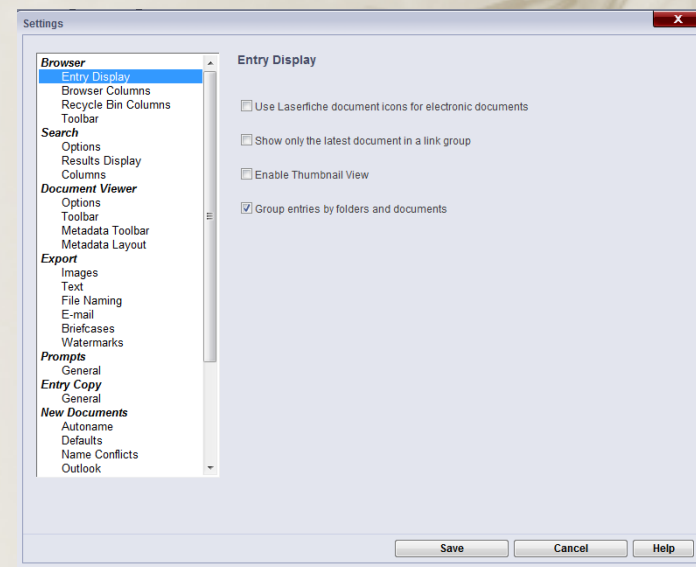 Settings
X
Browser
Entry Display
Browser Columns
Recycle Bin Columns
Toolbar
Search
Options
Results Display
Columns
Document Viewer
Options
Toolbar
Metadata Toolbar
Metadata Layout
Export
Images
Text
File Naming
E-mail
Briefcases
Watermarks
Prompts
General
Entry Copy
General
New Documents
Autoname
Defaults
Name Conflicts
Outlook
Entry Display
Use Laserfiche document icons for electronic documents
Show only the latest document in a link group
Enable Thumbnail View
Group entries by folders and documents
Save Cancel Help